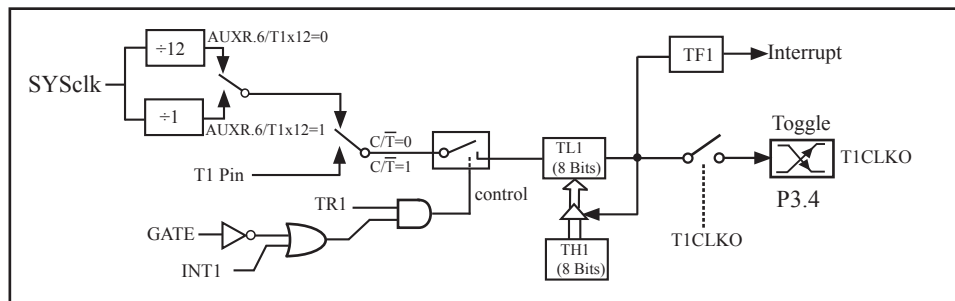 AUXR.6/T1x12=0
÷12
SYSclk
÷1
AUXR.6/T1x12=1
T1 Pin
C/T̅=0
C/T̅=1
TR1
control
GATE
INT1
TL1
(8 Bits)
TH1
(8 Bits)
TF1
Interrupt
Toggle
T1CLKO
P3.4
T1CLKO